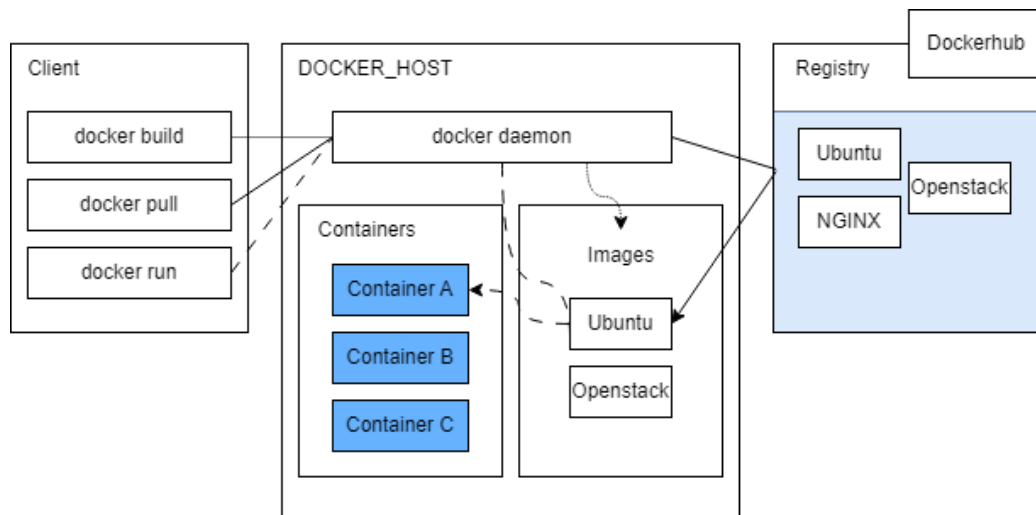 Client
docker build
docker pull
docker run
DOCKER_HOST
docker daemon
Containers
Container A
Container B
Container C
Images
Ubuntu
Openstack
Registry
Dockerhub
Ubuntu
Openstack
NGINX